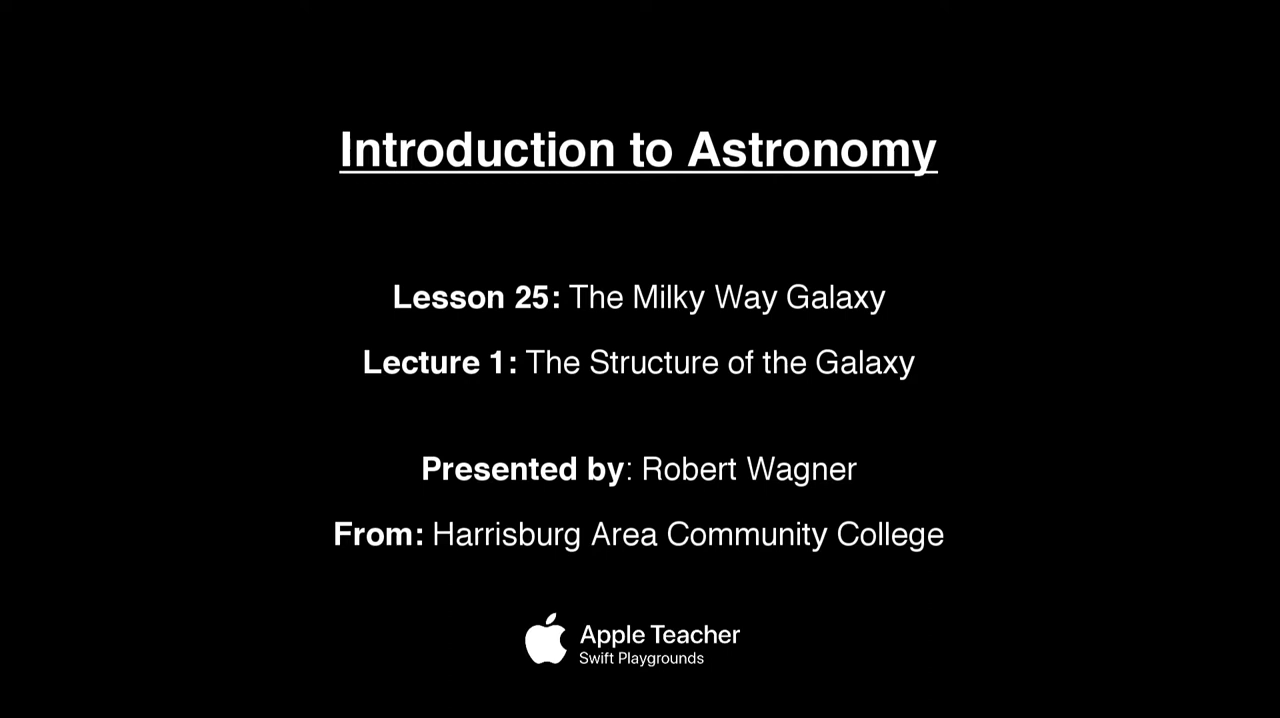 Introduction to Astronomy
Lesson 25: The Milky Way Galaxy
Lecture 1: The Structure of the Galaxy
Presented by: Robert Wagner
From: Harrisburg Area Community College
Apple Teacher
Swift Playgrounds